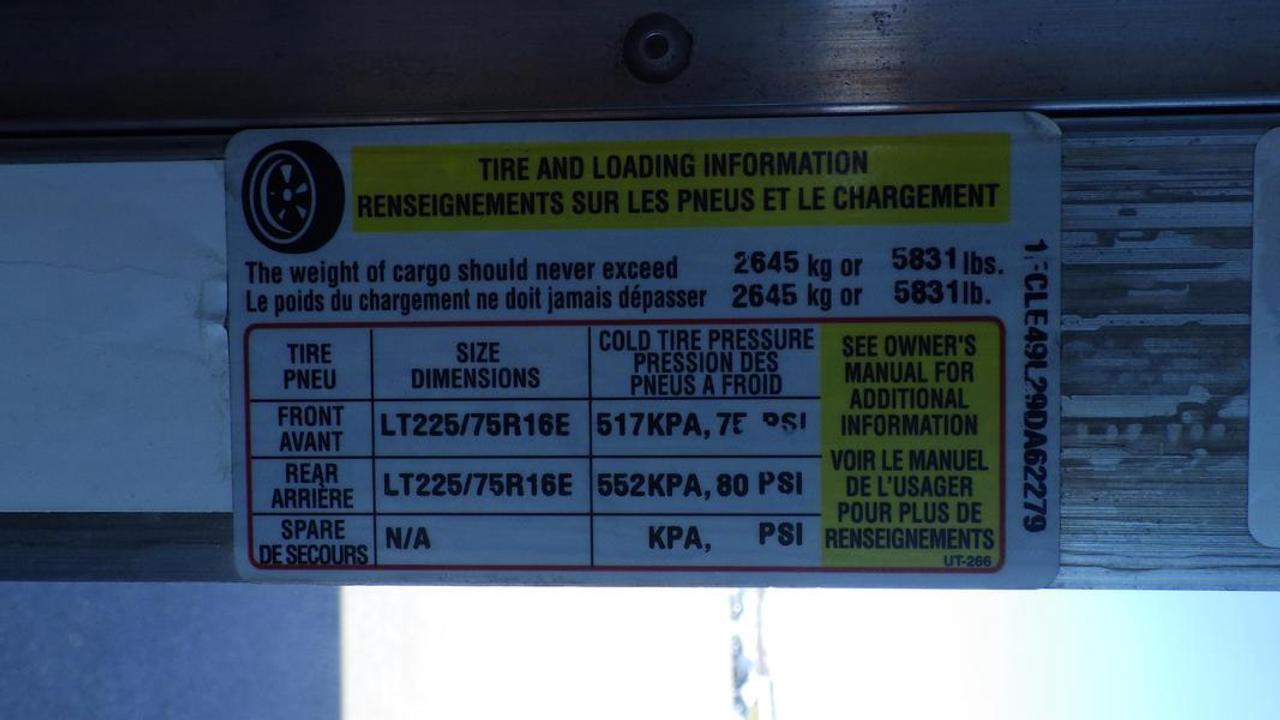 TIRE AND LOADING INFORMATION
RENSEIGNEMENTS SUR LES PNEUS ET LE CHARGEMENT
The weight of cargo should never exceed 2645 kg or 5831 lbs.
Le poids du chargement ne doit jamais dépasser 2645 kg or 5831 lb.
TIRE
PNEU
SIZE
DIMENSIONS
COLD TIRE PRESSURE
PRESSION DES
PNEUS A FROID
FRONT
AVANT
LT225/75R16E
517KPA, PSI
REAR
ARRIÈRE
LT225/75R16E
552KPA, 80 PSI
SPARE
DE SECOURS
N/A
KPA, PSI
SEE OWNER'S
MANUAL FOR
ADDITIONAL
INFORMATION
VOIR LE MANUEL
DE L'USAGER
POUR PLUS DE
RENSEIGNEMENTS
UT-266